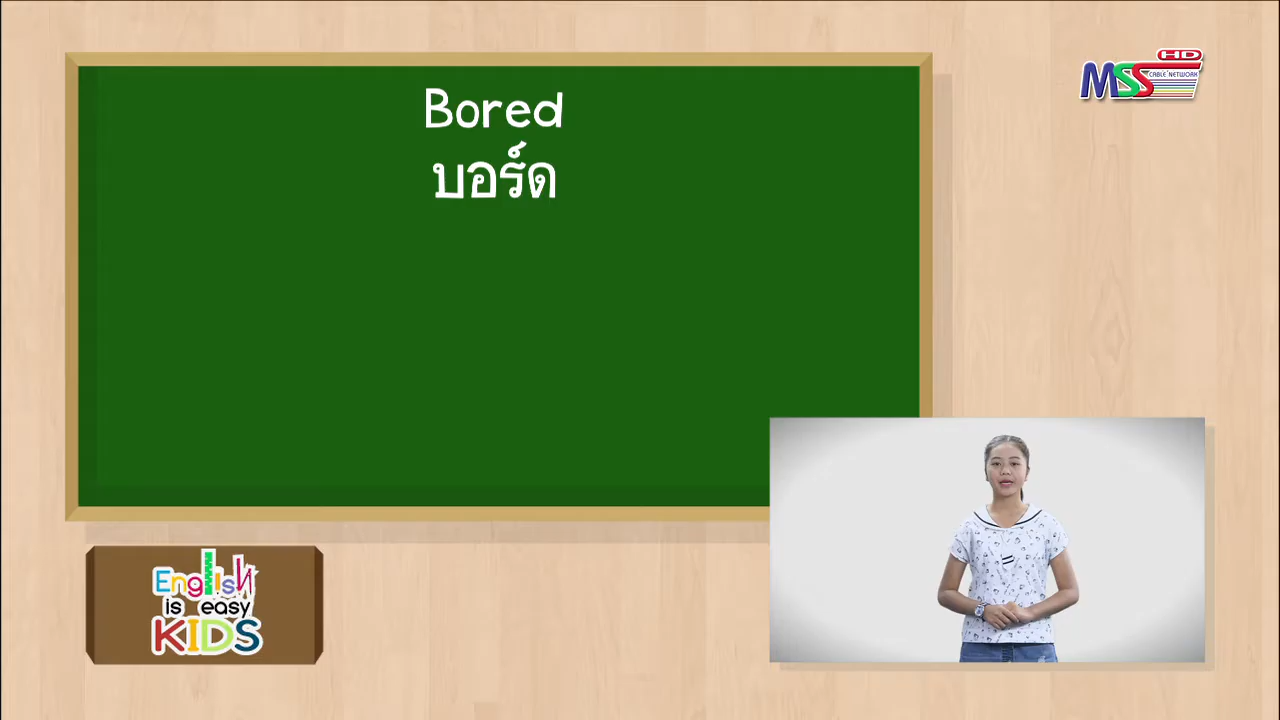 Bored
บอร์ด
HD
MSS
CABLE NETWORK
English
is easy
KIDS